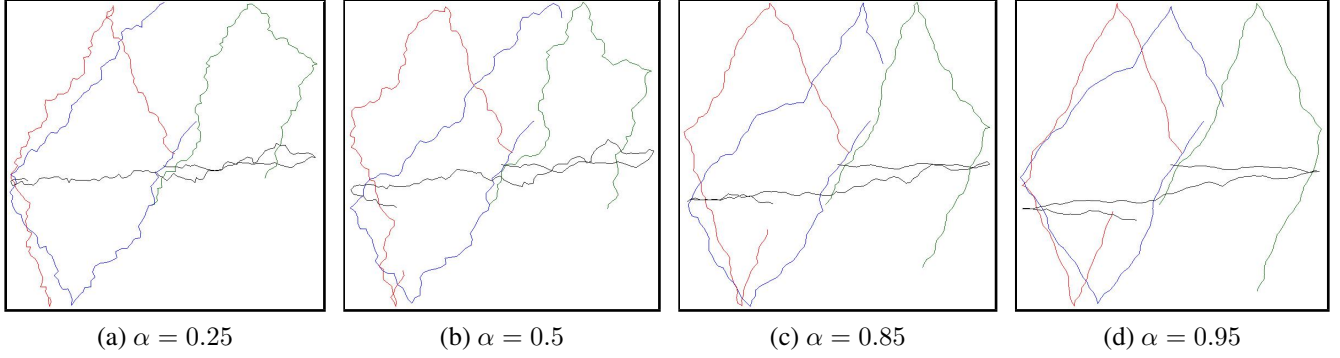 (a) α = 0.25
(b) α = 0.5
(c) α = 0.85
(d) α = 0.95